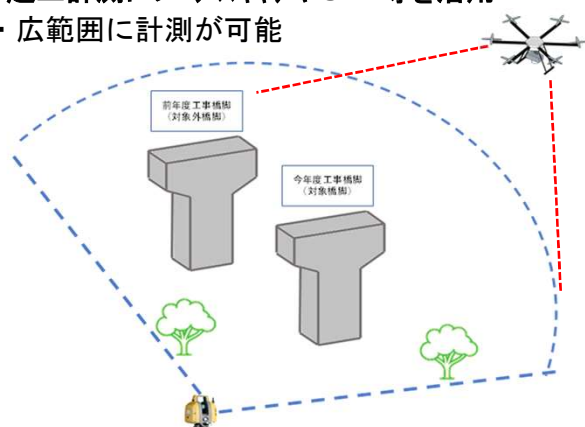 ・ 広範囲に計測が可能
前年度工事橋脚
（対象外橋脚）
今年度工事橋脚
（対象橋脚）